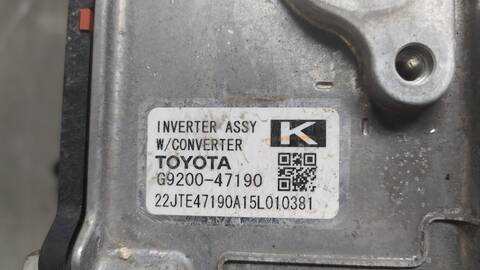 INVERTER ASSY
K
W/CONVERTER
TOYOTA
G9200-47190
22JTE47190A15L010381